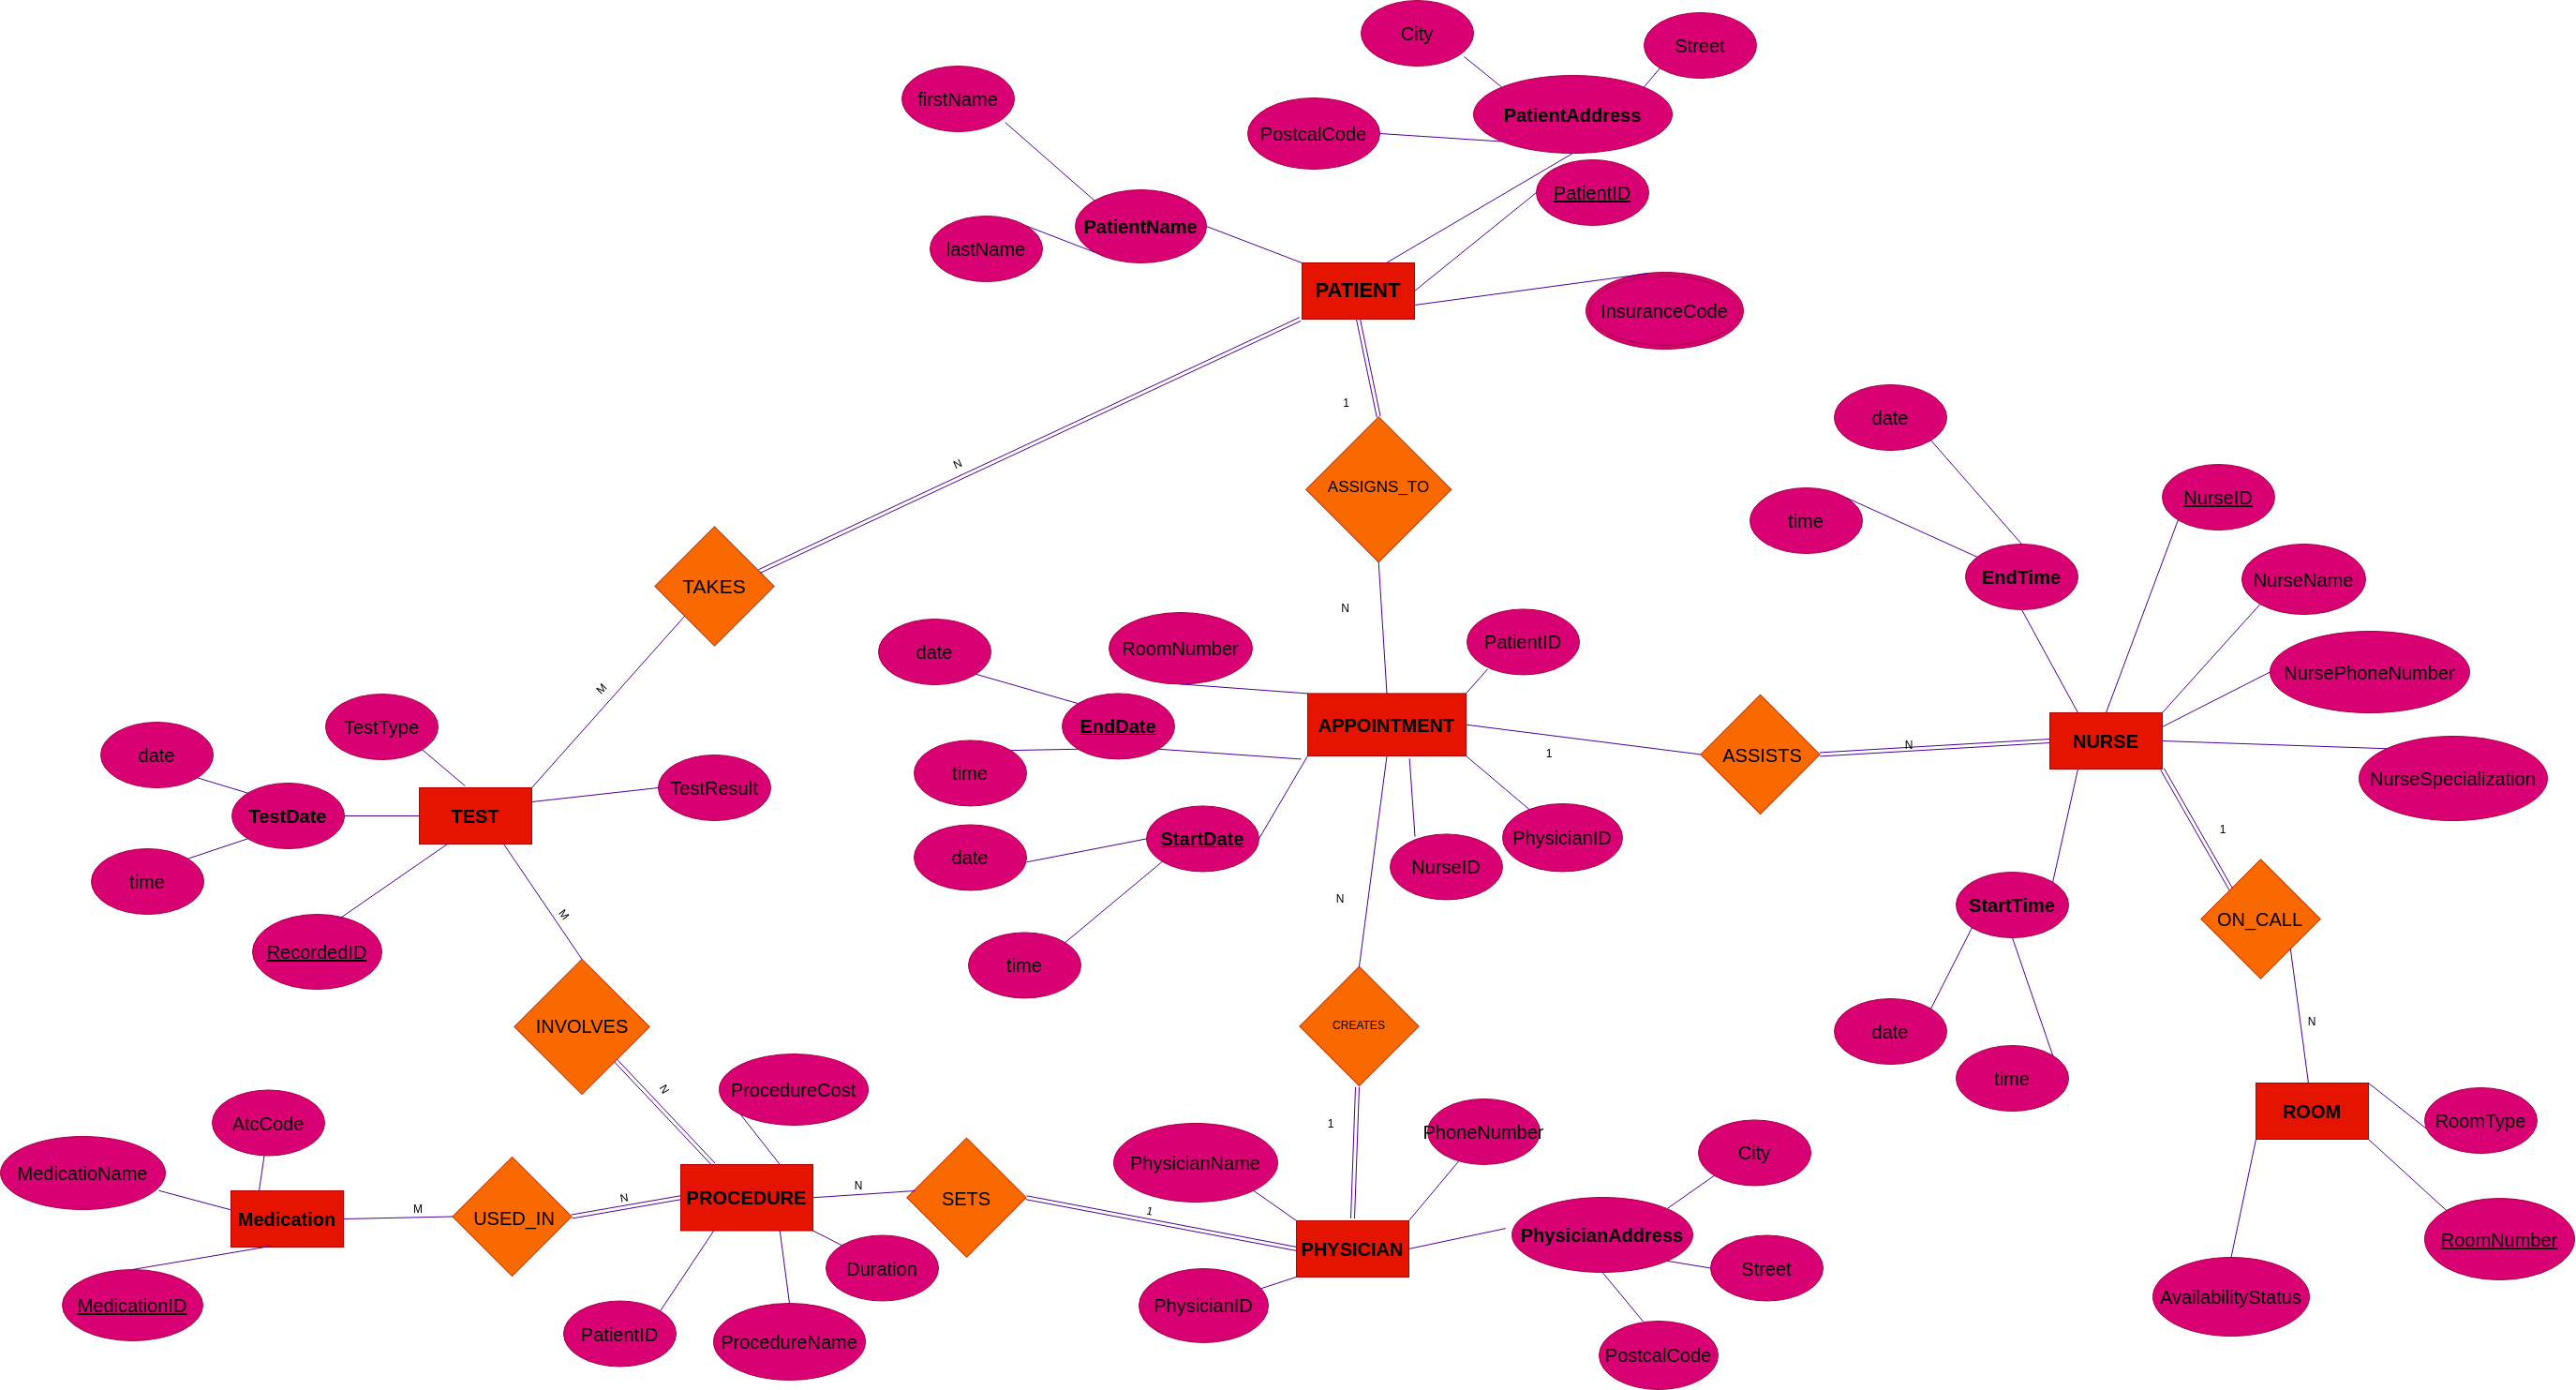 City
Street
firstName
PatientAddress
PostcalCode
PatientID
PatientName
lastName
PATIENT
InsuranceCode
1
date
N
ASSIGNS_TO
NurseID
time
EndTime
NurseName
TAKES
N
PatientID
RoomNumber
date
NursePhoneNumber
M
TestType
EndDate
APPOINTMENT
NURSE
N
date
1
ASSISTS
time
TestResult
NurseSpecialization
TestDate
TEST
1
StartDate
PhysicianID
date
NurseID
time
N
StartTime
M
ON_CALL
RecordedID
time
N
INVOLVES
CREATES
date
time
N
ProcedureCost
ROOM
AtcCode
1
RoomType
PhoneNumber
City
MedicatioName
PhysicianName
N
N
PROCEDURE
SETS
M
1
Medication
USED_IN
PhysicianAddress
RoomNumber
PHYSICIAN
Duration
Street
AvailabilityStatus
MedicationID
PhysicianID
PatientID
ProcedureName
PostcalCode